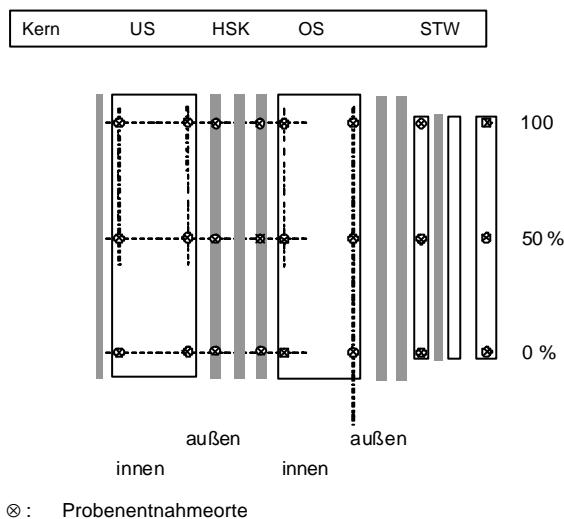 Kern US HSK OS STW
100
50 %
0 %
außen außen
innen innen
⊗ : Probenentnahmeorte